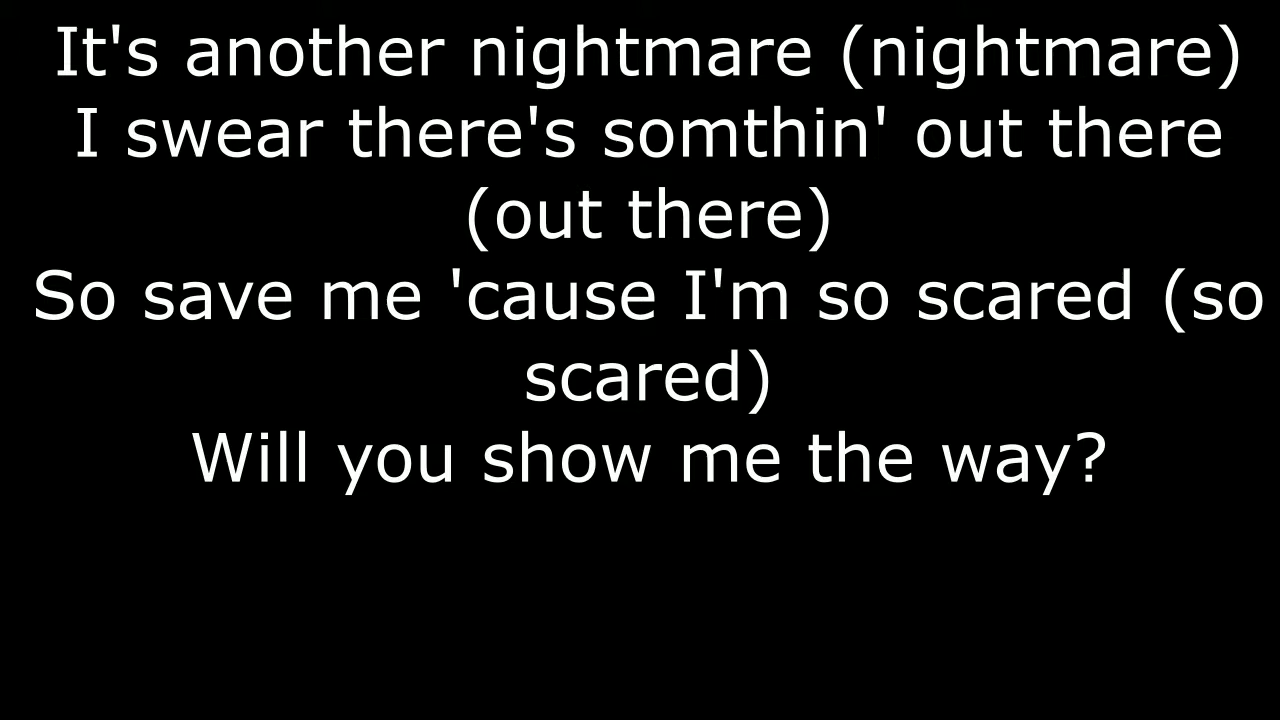 It's another nightmare (nightmare)
I swear there's somthin' out there
(out there)
So save me 'cause I'm so scared (so
scared)
Will you show me the way?